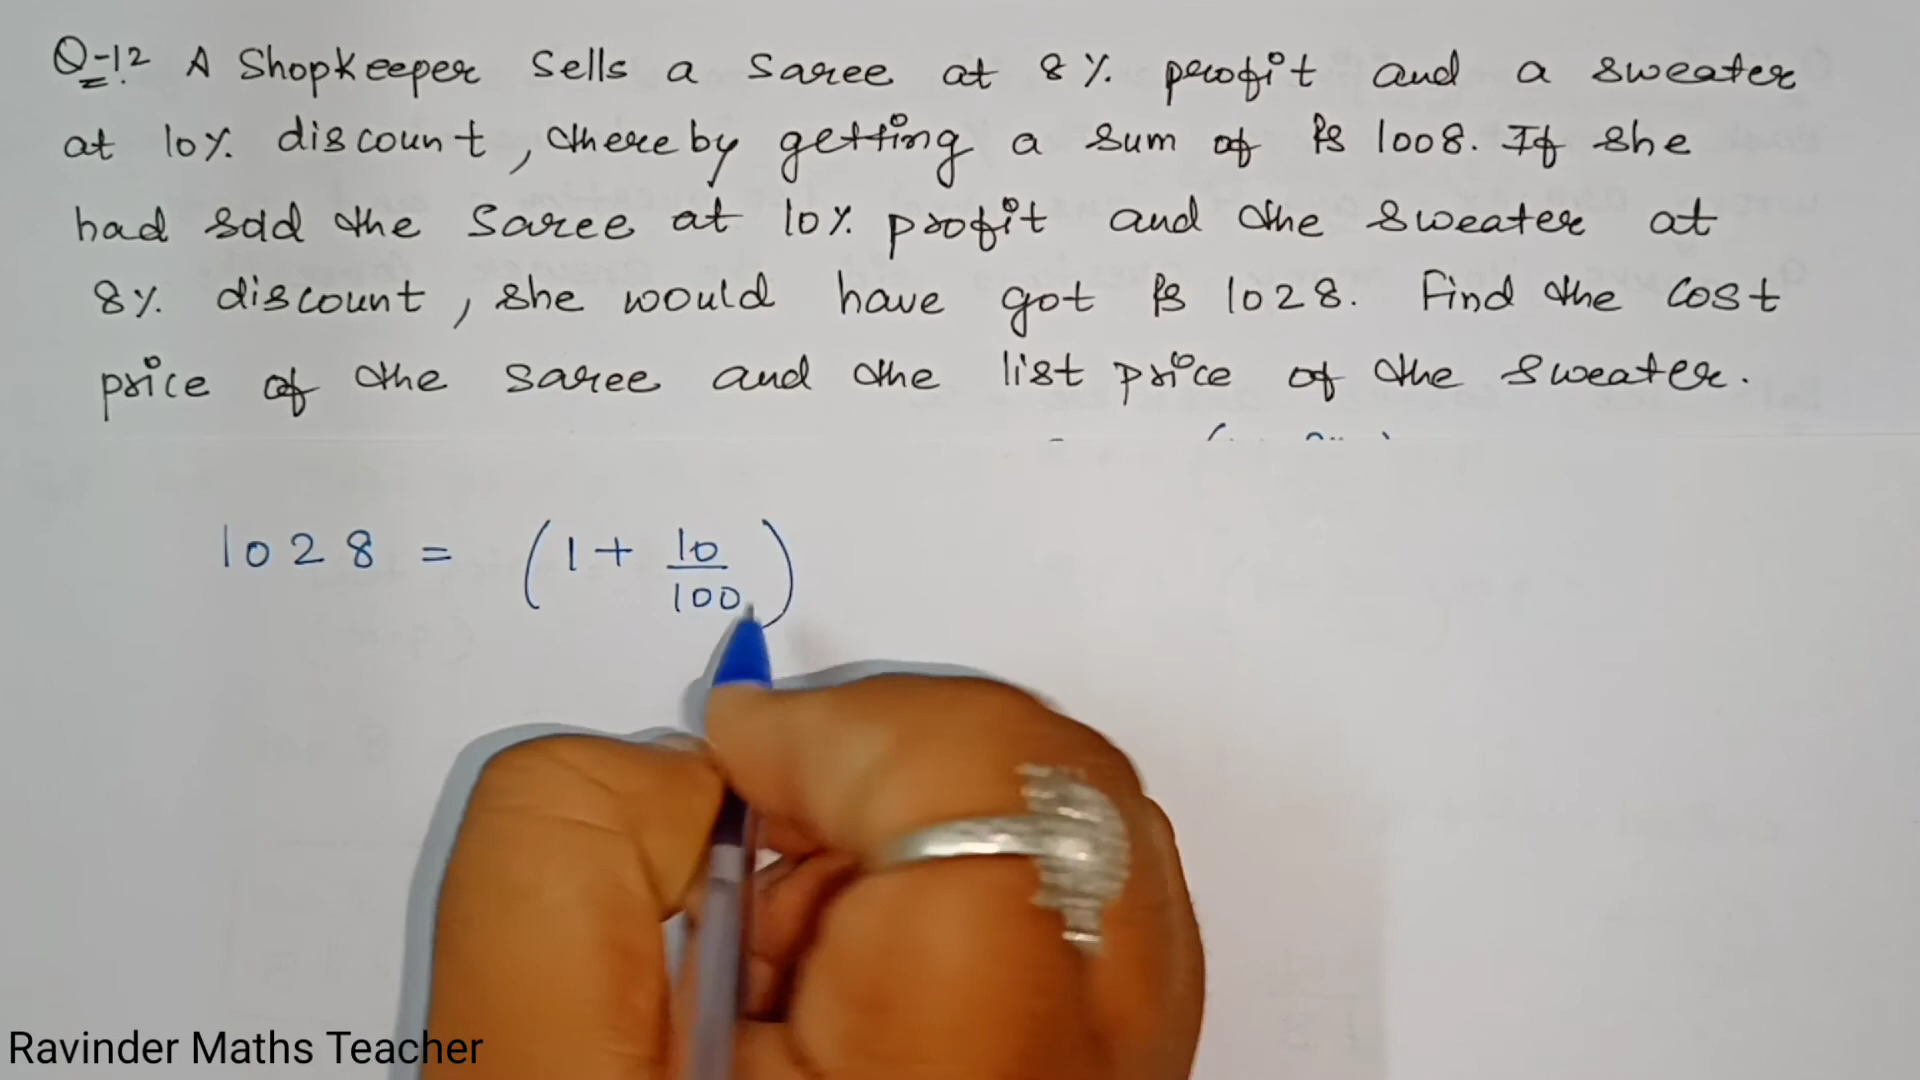 Q-12 A Shopkeeper Sells a saree at 8% profit and a sweater
at 10% discount, thereby getting a sum of Rs 1008. If she
had sold the saree at 10% profit and the sweater at
8% discount, she would have got Rs 1028. Find the cost
price of the saree and the list price of the sweater.
1028 = (1 + 10/100)
Ravinder Maths Teacher